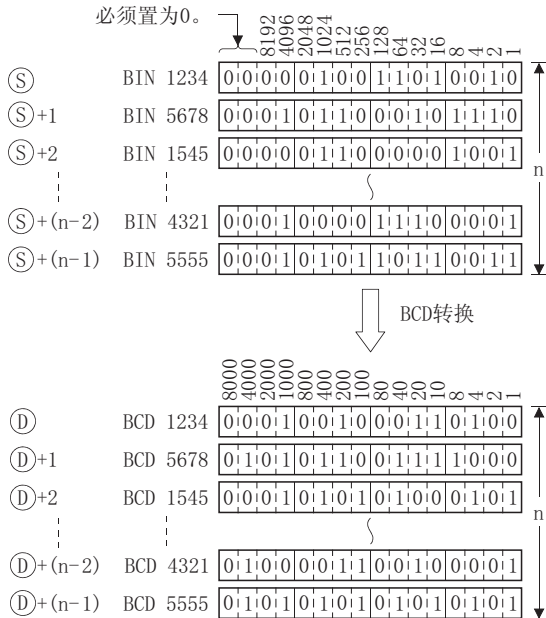 必须置为0。
8192 4096 2048 1024 512 256 128 64 32 16 8 4 2 1
Ⓢ BIN 1234 0 0 0 0 0 1 0 0 1 1 0 1 0 0 1 0
Ⓢ+1 BIN 5678 0 0 0 1 0 1 1 0 0 0 1 0 1 1 1 0
Ⓢ+2 BIN 1545 0 0 0 0 0 1 1 0 0 0 0 0 1 0 0 1
n
Ⓢ+(n-2) BIN 4321 0 0 0 1 0 0 0 0 1 1 1 0 0 0 0 1
Ⓢ+(n-1) BIN 5555 0 0 0 1 0 1 0 1 1 0 1 1 0 0 1 1
BCD转换
8000 4000 2000 1000 800 400 200 100 80 40 20 10 8 4 2 1
Ⓓ BCD 1234 0 0 0 1 0 0 1 0 0 0 1 1 0 1 0 0
Ⓓ+1 BCD 5678 0 1 0 1 0 1 1 0 0 1 1 1 1 0 0 0
Ⓓ+2 BCD 1545 0 0 0 1 0 1 0 1 0 1 0 0 0 1 0 1
n
Ⓓ+(n-2) BCD 4321 0 1 0 0 0 0 1 1 0 0 1 0 0 0 0 1
Ⓓ+(n-1) BCD 5555 0 1 0 1 0 1 0 1 0 1 0 1 0 1 0 1